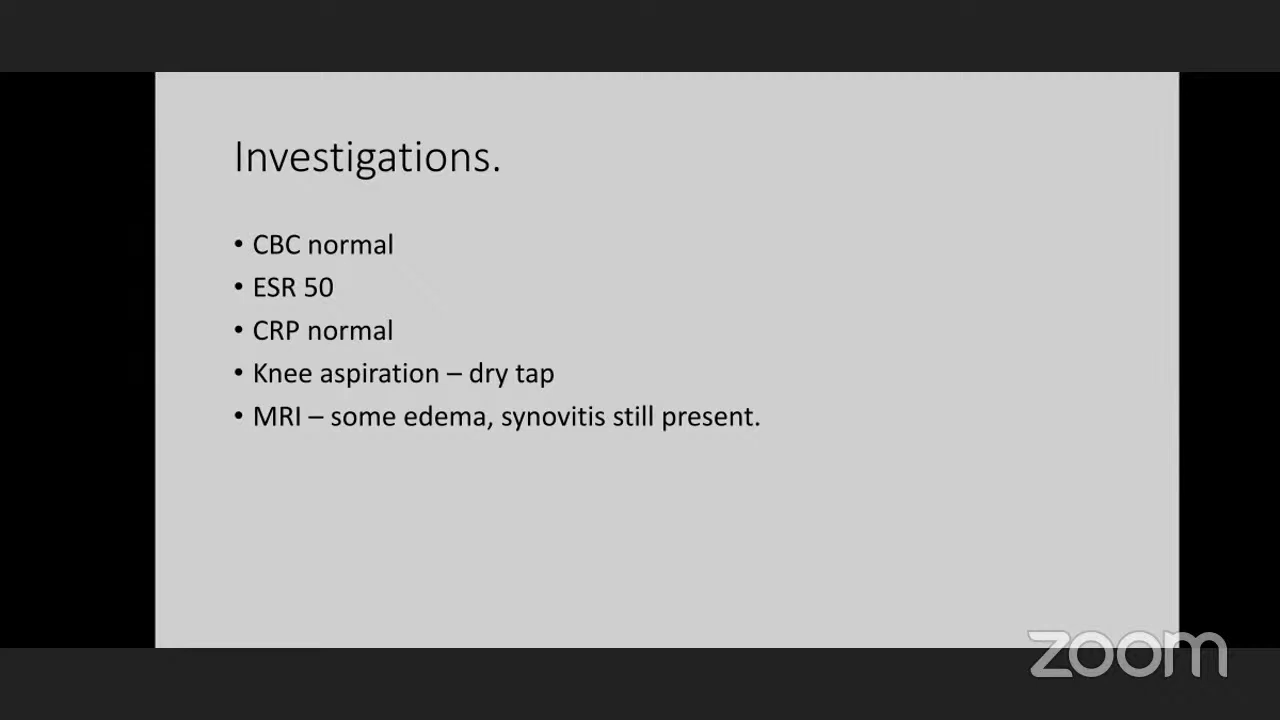 Investigations.
• CBC normal
• ESR 50
• CRP normal
• Knee aspiration – dry tap
• MRI – some edema, synovitis still present.
zoom